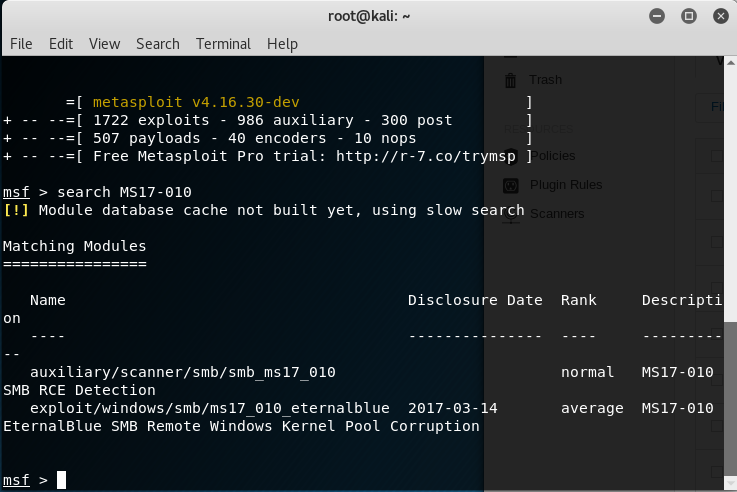 root@kali: ~
File Edit View Search Terminal Help
Trash
=[ metasploit v4.16.30-dev ]
+ -- --=[ 1722 exploits - 986 auxiliary - 300 post ]
+ -- --=[ 507 payloads - 40 encoders - 10 nops ]
+ -- --=[ Free Metasploit Pro trial: http://r-7.co/trymsp ]
RESOURCES
Policies
Plugin Rules
Scanners
msf > search MS17-010
[!] Module database cache not built yet, using slow search
Matching Modules
================
Name Disclosure Date Rank Descripti
on
---- --------------- ---- ---------
--
auxiliary/scanner/smb/smb_ms17_010 normal MS17-010
SMB RCE Detection
exploit/windows/smb/ms17_010_eternalblue 2017-03-14 average MS17-010
EternalBlue SMB Remote Windows Kernel Pool Corruption
msf >